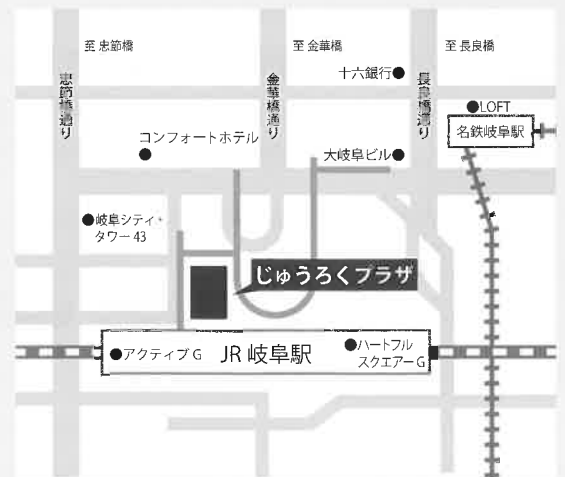 至 忠節橋
至 金華橋
至 長良橋
十六銀行
忠節橋通り
金華橋通り
長良橋通り
LOFT
名鉄岐阜駅
コンフォートホテル
大岐阜ビル
岐阜シティ・
タワー 43
じゅうろくプラザ
アクティブ G
JR 岐阜駅
ハートフル
スクエアー G